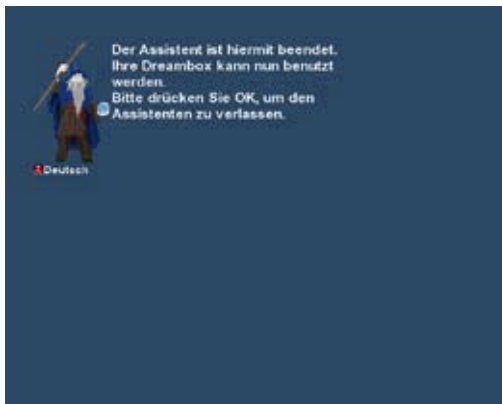 Der Assistent ist hiermit beendet.
Ihre Dreambox kann nun benutzt
werden.
Bitte drücken Sie OK, um den
Assistenten zu verlassen.
Deutsch